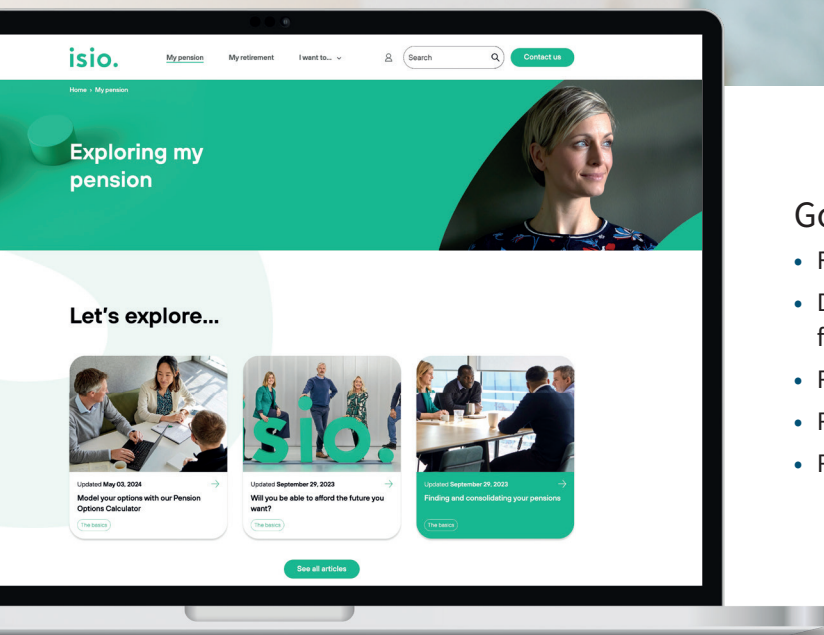 isio.
My pension
My retirement
I want to...
Search
Contact us
Home › My pension
Exploring my
pension
Let's explore...
isio.
Updated May 03, 2024
Model your options with our Pension
Options Calculator
The basics
Updated September 29, 2023
Will you be able to afford the future you
want?
The basics
Updated September 29, 2023
Finding and consolidating your pensions
The basics
See all articles